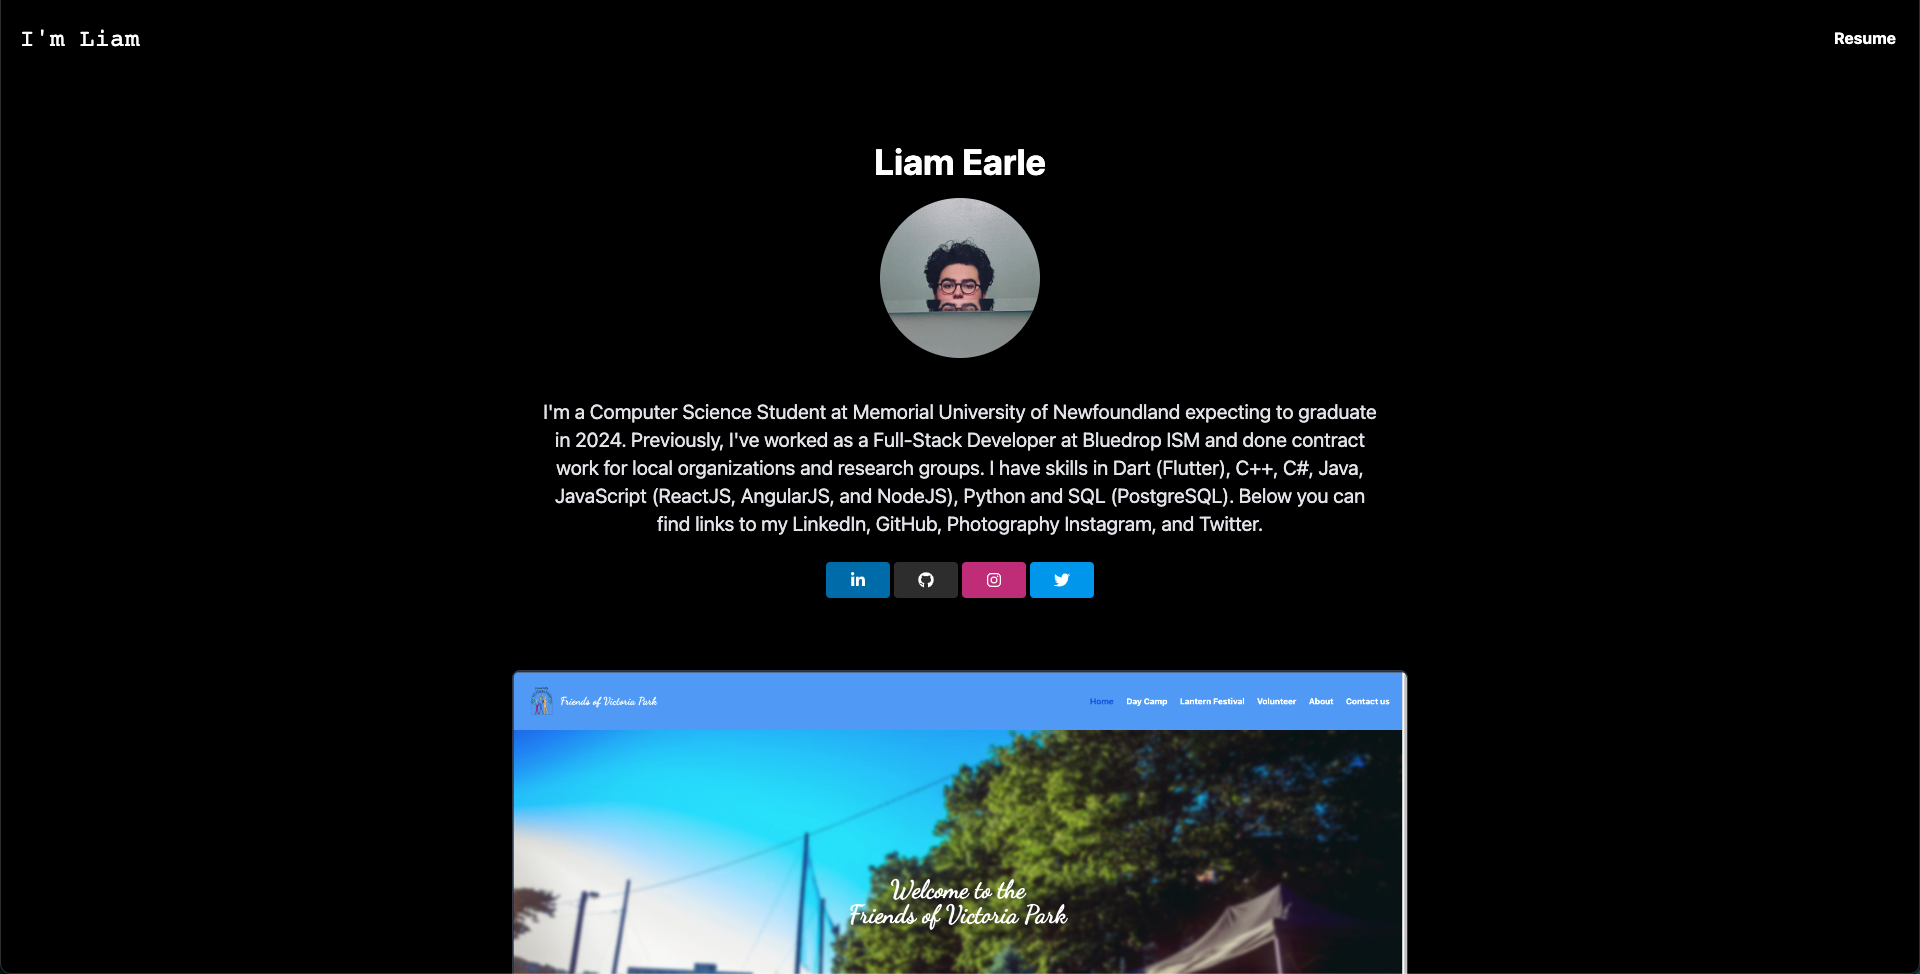 I'm Liam
Resume
Liam Earle
I'm a Computer Science Student at Memorial University of Newfoundland expecting to graduate
in 2024. Previously, I've worked as a Full-Stack Developer at Bluedrop ISM and done contract
work for local organizations and research groups. I have skills in Dart (Flutter), C++, C#, Java,
JavaScript (ReactJS, AngularJS, and NodeJS), Python and SQL (PostgreSQL). Below you can
find links to my LinkedIn, GitHub, Photography Instagram, and Twitter.
in
Friends of Victoria Park
Home Day Camp Lantern Festival Volunteer About Contact us
Welcome to the
Friends of Victoria Park